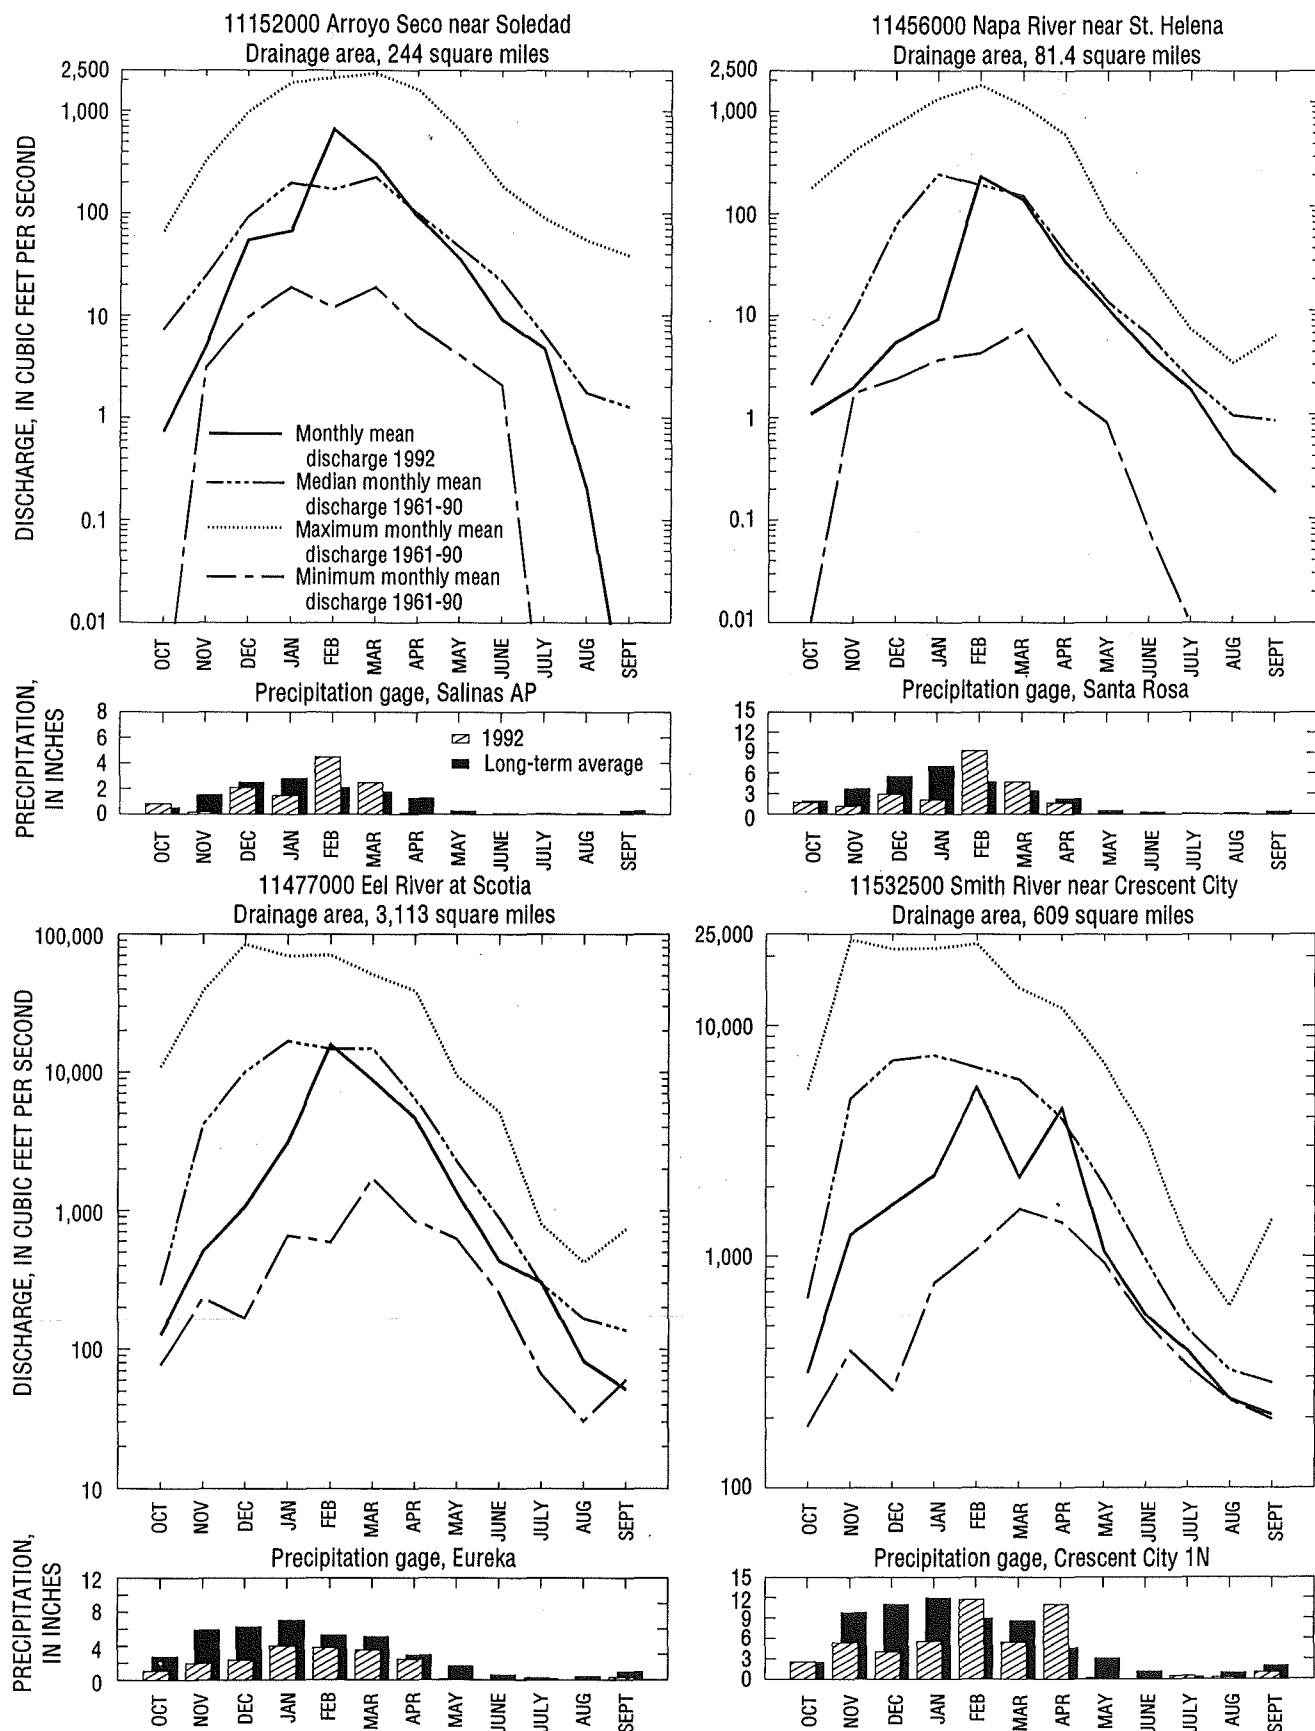 11152000 Arroyo Seco near Soledad
Drainage area, 244 square miles
DISCHARGE, IN CUBIC FEET PER SECOND
2,500
1,000
100
10
1
0.1
0.01
Monthly mean
discharge 1992
Median monthly mean
discharge 1961-90
Maximum monthly mean
discharge 1961-90
Minimum monthly mean
discharge 1961-90
OCT NOV DEC JAN FEB MAR APR MAY JUNE JULY AUG SEPT
Precipitation gage, Salinas AP
PRECIPITATION,
IN INCHES
8
6
4
2
0
1992
Long-term average
OCT NOV DEC JAN FEB MAR APR MAY JUNE JULY AUG SEPT
11456000 Napa River near St. Helena
Drainage area, 81.4 square miles
2,500
1,000
100
10
1
0.1
0.01
OCT NOV DEC JAN FEB MAR APR MAY JUNE JULY AUG SEPT
Precipitation gage, Santa Rosa
15
12
9
6
3
0
OCT NOV DEC JAN FEB MAR APR MAY JUNE JULY AUG SEPT
11477000 Eel River at Scotia
Drainage area, 3,113 square miles
DISCHARGE, IN CUBIC FEET PER SECOND
100,000
10,000
1,000
100
10
OCT NOV DEC JAN FEB MAR APR MAY JUNE JULY AUG SEPT
Precipitation gage, Eureka
PRECIPITATION,
IN INCHES
12
8
4
0
OCT NOV DEC JAN FEB MAR APR MAY JUNE JULY AUG SEPT
11532500 Smith River near Crescent City
Drainage area, 609 square miles
25,000
10,000
1,000
100
OCT NOV DEC JAN FEB MAR APR MAY JUNE JULY AUG SEPT
Precipitation gage, Crescent City 1N
15
12
9
6
3
0
OCT NOV DEC JAN FEB MAR APR MAY JUNE JULY AUG SEPT